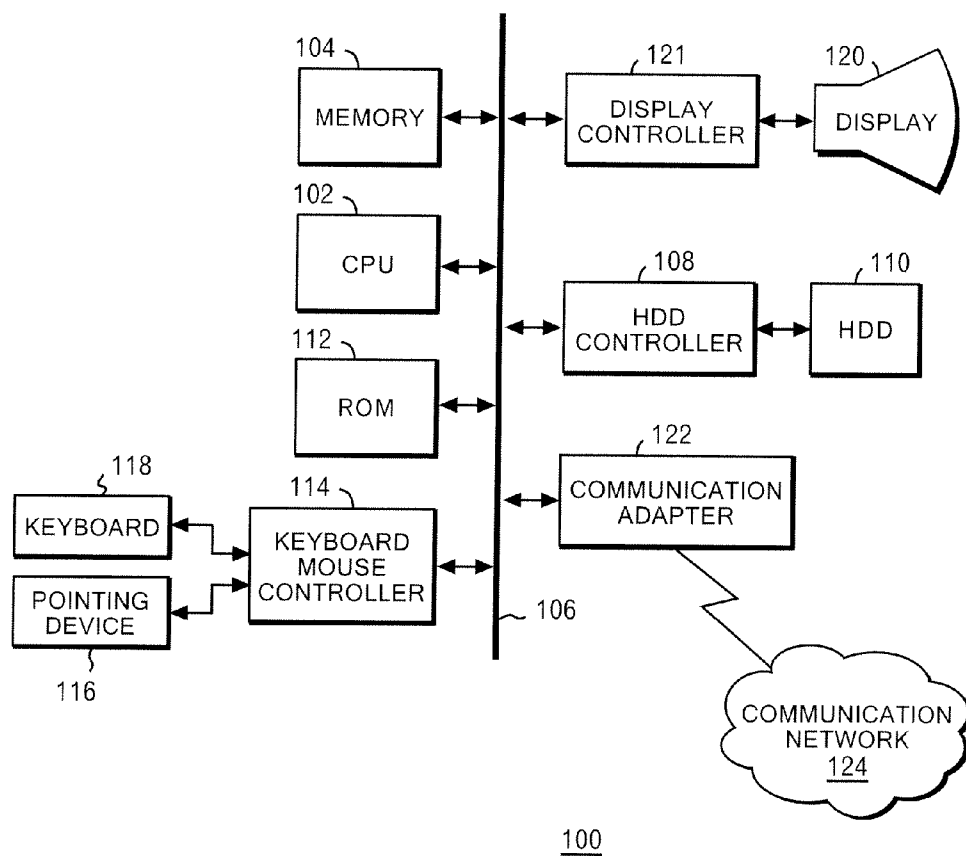 104
MEMORY
121
DISPLAY
CONTROLLER
120
DISPLAY
102
CPU
108
HDD
CONTROLLER
110
HDD
112
ROM
122
COMMUNICATION
ADAPTER
118
KEYBOARD
114
KEYBOARD
MOUSE
CONTROLLER
POINTING
DEVICE
116
106
COMMUNICATION
NETWORK
124
100